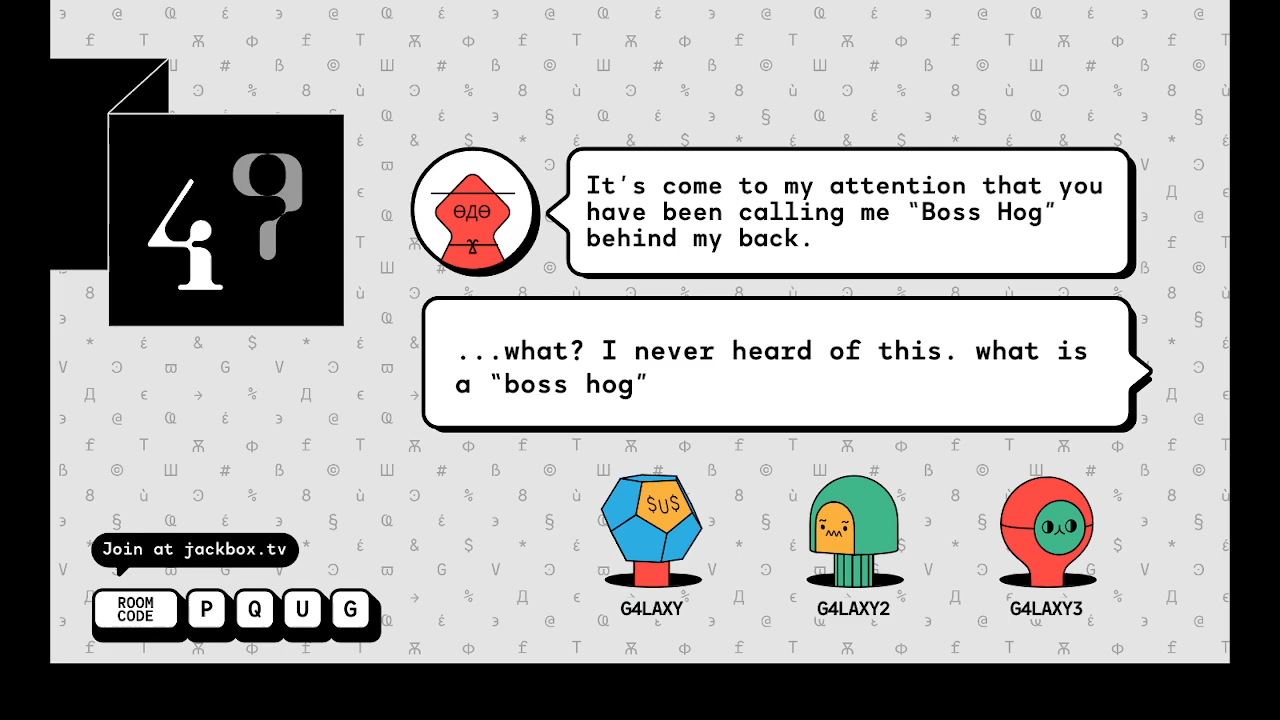 It's come to my attention that you
have been calling me "Boss Hog"
behind my back.
...what? I never heard of this. what is
a "boss hog"
ӨДӨ
$U$
G4LAXY
G4LAXY2
G4LAXY3
Join at jackbox.tv
ROOM
CODE
P Q U G